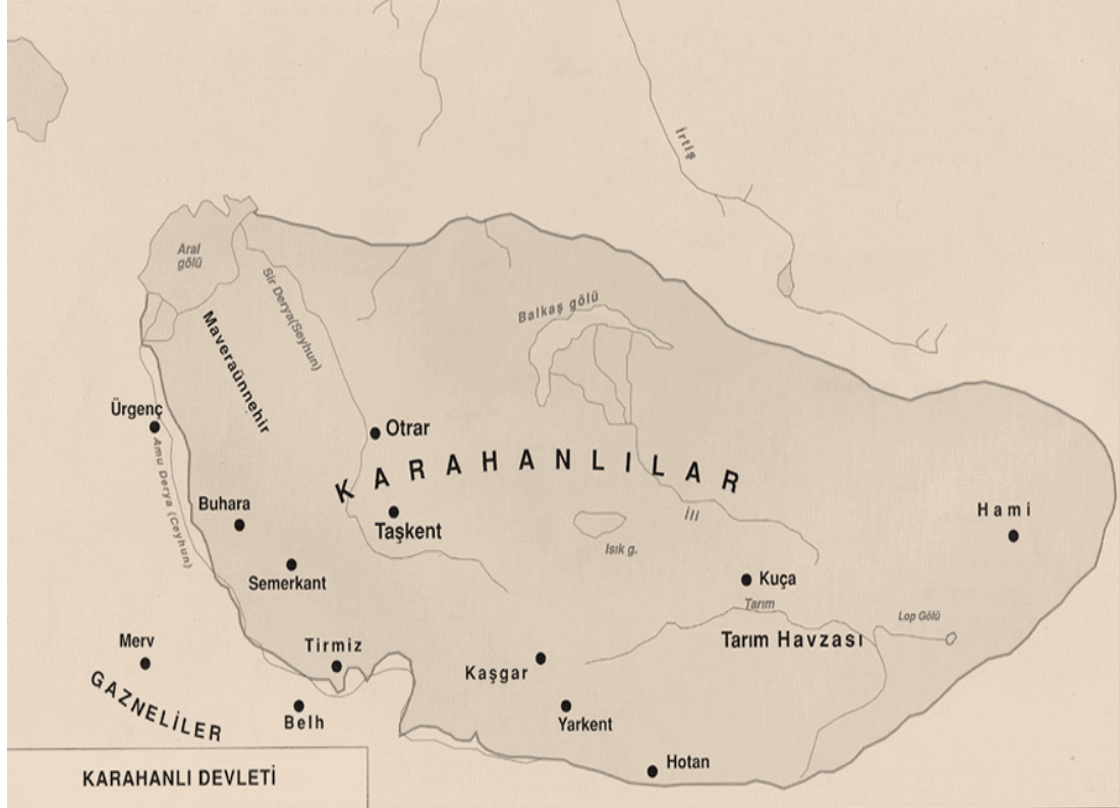 İrtiş
Aral
gölü
Sir Derya(Seyhun)
Balkaş gölü
Maveraünnehir
Ürgenç
Otrar
KARAHANLILAR
Amu Derya (Ceyhun)
Buhara
Taşkent
İli
Hami
Isık g.
Semerkant
Kuça
Tarım
Lop Gölü
Merv
Tirmiz
Tarım Havzası
Kaşgar
GAZNELİLER
Belh
Yarkent
Hotan
KARAHANLI DEVLETİ